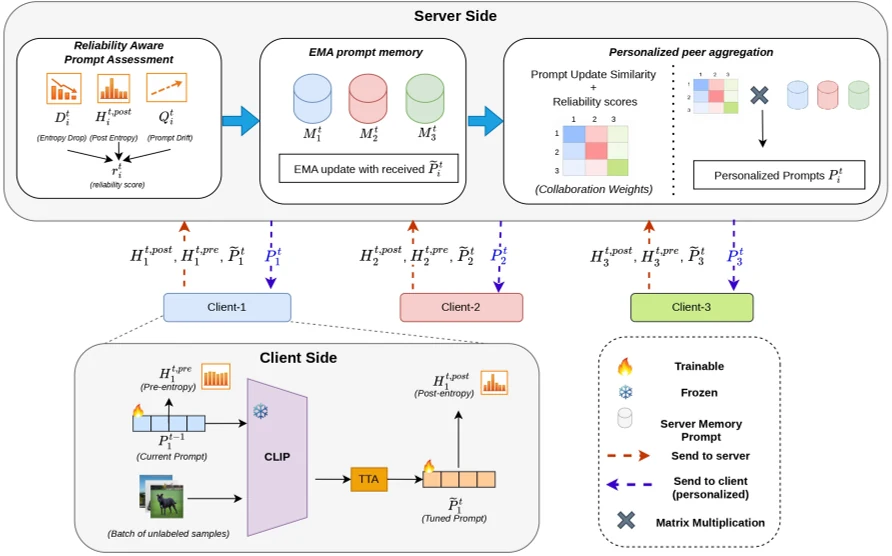 Server Side
Reliability Aware
Prompt Assessment
D_i^t
H_i^{t,post}
Q_i^t
(Entropy Drop)
(Post Entropy)
(Prompt Drift)
r_i^t
(reliability score)
EMA prompt memory
M_1^t
M_2^t
M_3^t
EMA update with received P̃_i^t
Personalized peer aggregation
Prompt Update Similarity
+
Reliability scores
1 2 3
1
2
3
(Collaboration Weights)
1 2 3
1
2
3
Personalized Prompts P_i^t
H_1^{t,post}, H_1^{t,pre}, P̃_1^t
P_1^t
H_2^{t,post}, H_2^{t,pre}, P̃_2^t
P_2^t
H_3^{t,post}, H_3^{t,pre}, P̃_3^t
P_3^t
Client-1
Client-2
Client-3
Client Side
H_1^{t,pre}
(Pre-entropy)
P_1^{t-1}
(Current Prompt)
(Batch of unlabeled samples)
CLIP
TTA
H_1^{t,post}
(Post-entropy)
P̃_1^t
(Tuned Prompt)
Trainable
Frozen
Server Memory
Prompt
Send to server
Send to client
(personalized)
Matrix Multiplication